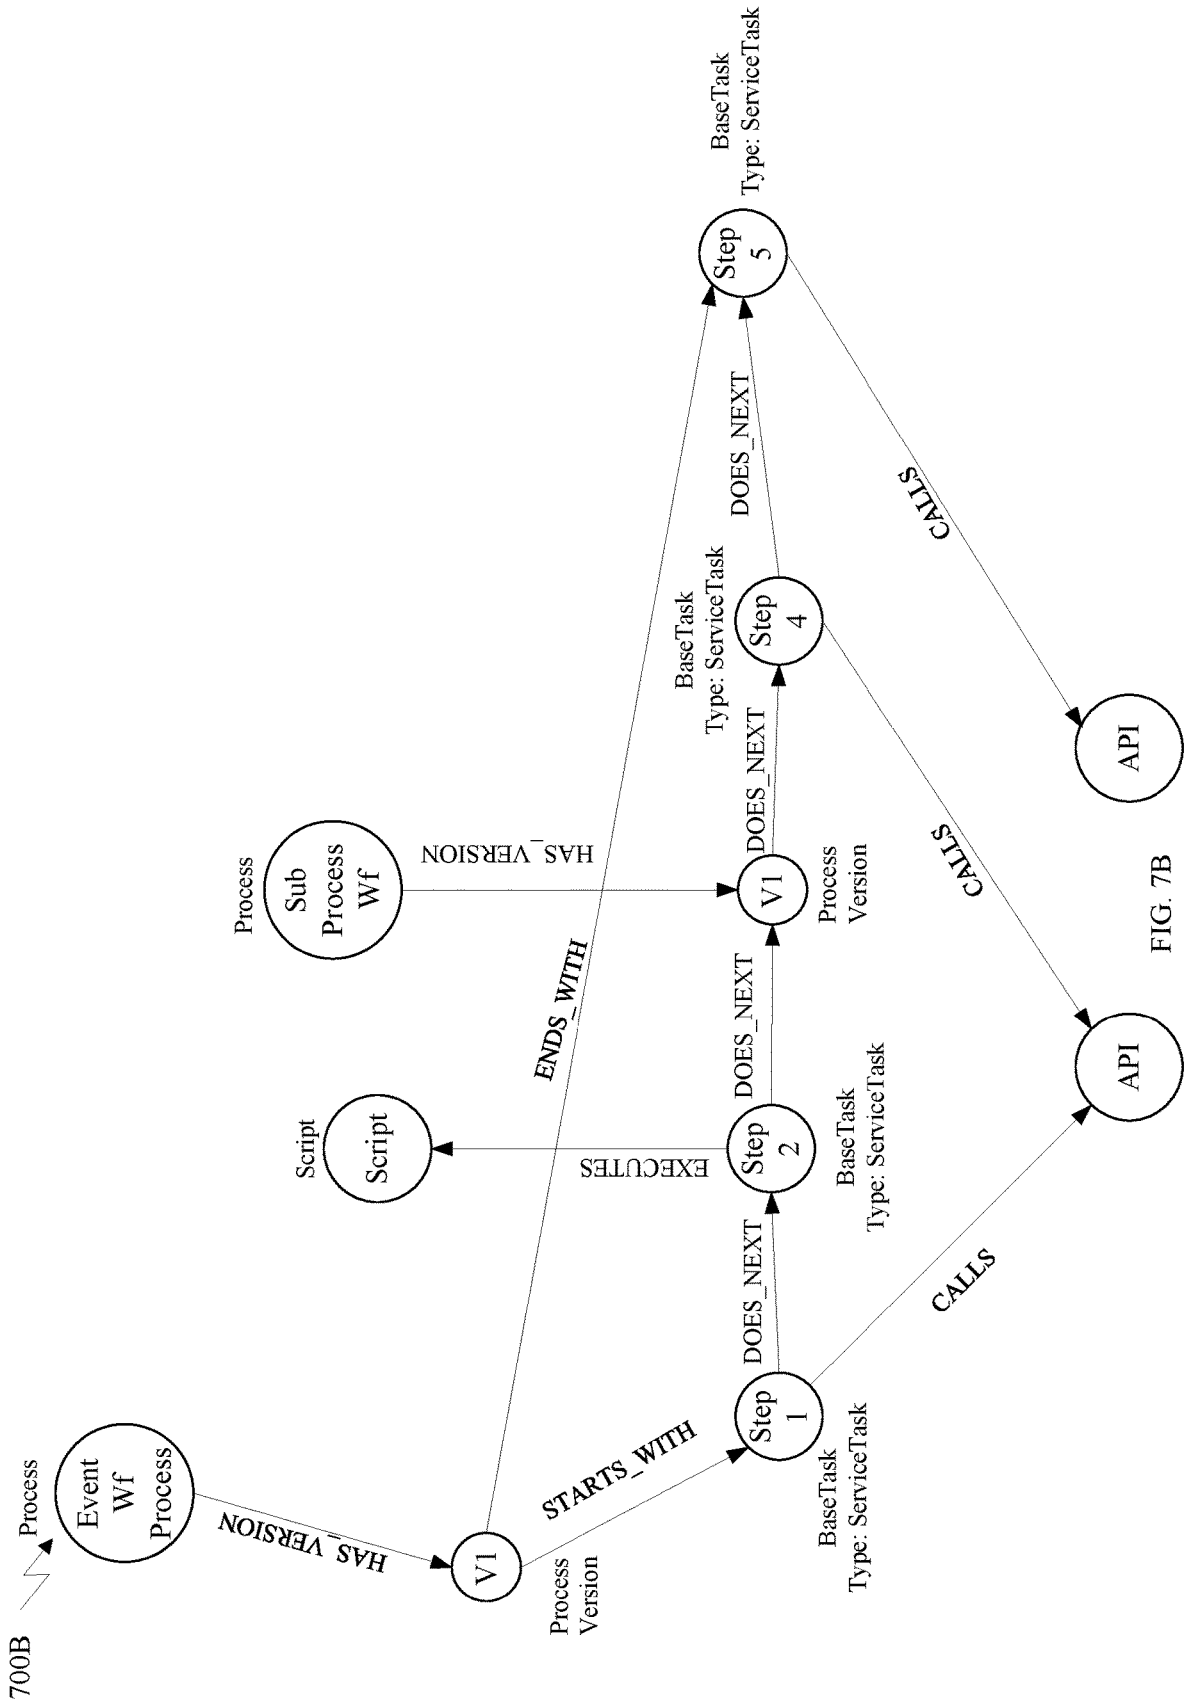 700B
Process
Event
Wf
Process
HAS_VERSION
V1
Process
Version
STARTS_WITH
ENDS_WITH
Script
Script
EXECUTES
Process
Sub
Process
Wf
HAS_VERSION
Step
1
BaseTask
Type: ServiceTask
DOES_NEXT
Step
2
BaseTask
Type: ServiceTask
DOES_NEXT
V1
Process
Version
DOES_NEXT
BaseTask
Type: ServiceTask
Step
4
DOES_NEXT
BaseTask
Type: ServiceTask
Step
5
CALLS
CALLS
CALLS
API
API
FIG. 7B